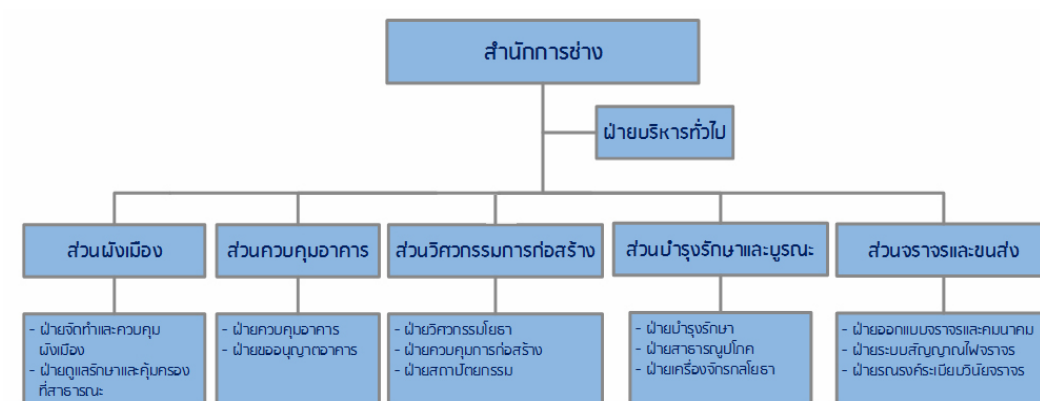 สำนักการช่าง
ฝ่ายบริหารทั่วไป
ส่วนผังเมือง
ส่วนควบคุมอาคาร
ส่วนวิศวกรรมการก่อสร้าง
ส่วนบำรุงรักษาและบูรณะ
ส่วนจราจรและขนส่ง
- ฝ่ายจัดทำและควบคุม
ผังเมือง
- ฝ่ายดูแลรักษาและคุ้มครอง
ที่สาธารณะ
- ฝ่ายควบคุมอาคาร
- ฝ่ายขออนุญาตอาคาร
- ฝ่ายวิศวกรรมโยธา
- ฝ่ายควบคุมการก่อสร้าง
- ฝ่ายสถาปัตยกรรม
- ฝ่ายบำรุงรักษา
- ฝ่ายสาธารณูปโภค
- ฝ่ายเครื่องจักรกลโยธา
- ฝ่ายออกแบบจราจรและคมนาคม
- ฝ่ายระบบสัญญาณไฟจราจร
- ฝ่ายรณรงค์ระเบียบวินัยจราจร